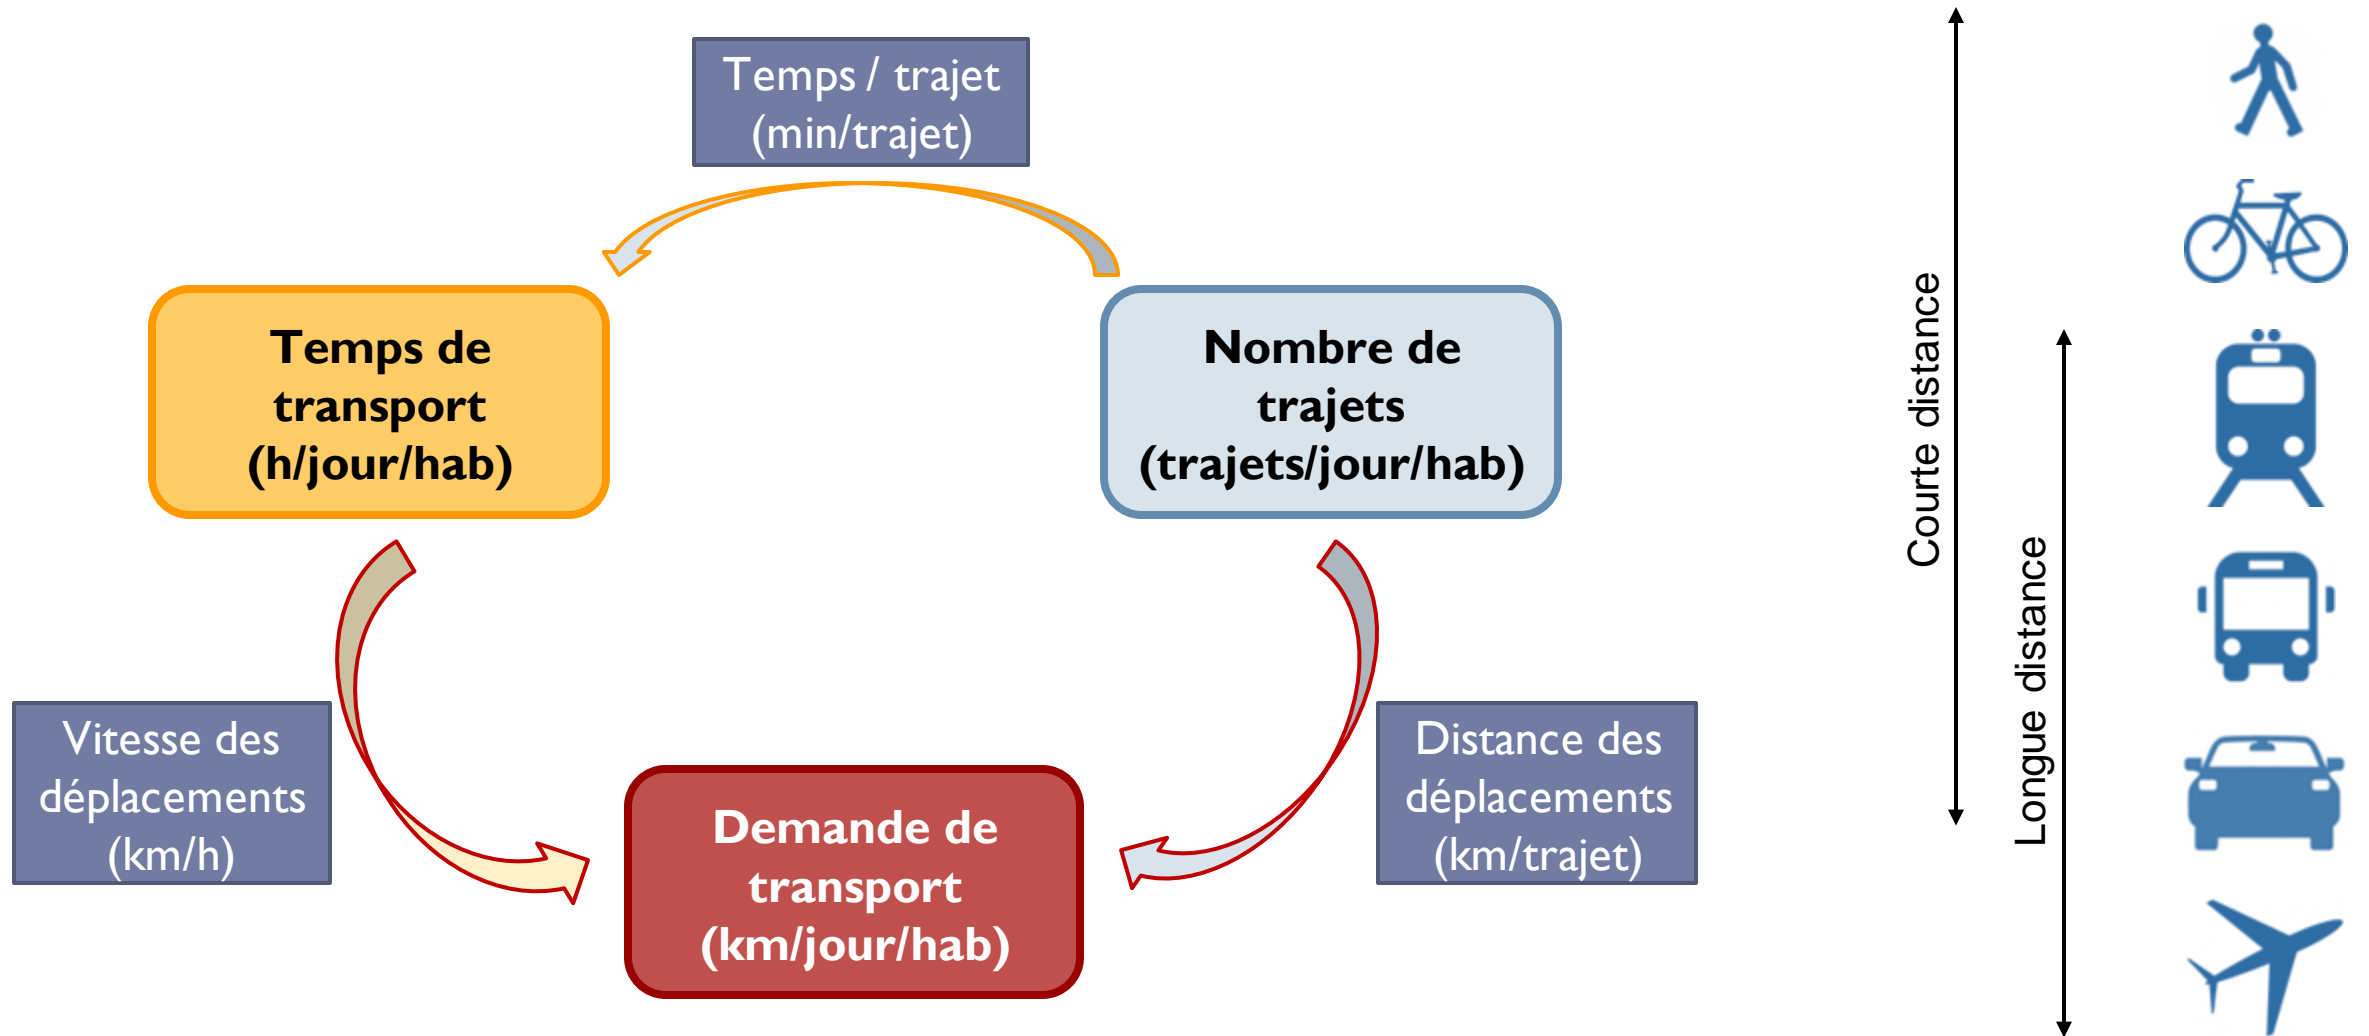 Temps / trajet
(min/trajet)
Temps de
transport
(h/jour/hab)
Nombre de
trajets
(trajets/jour/hab)
Vitesse des
déplacements
(km/h)
Distance des
déplacements
(km/trajet)
Demande de
transport
(km/jour/hab)
Courte distance
Longue distance